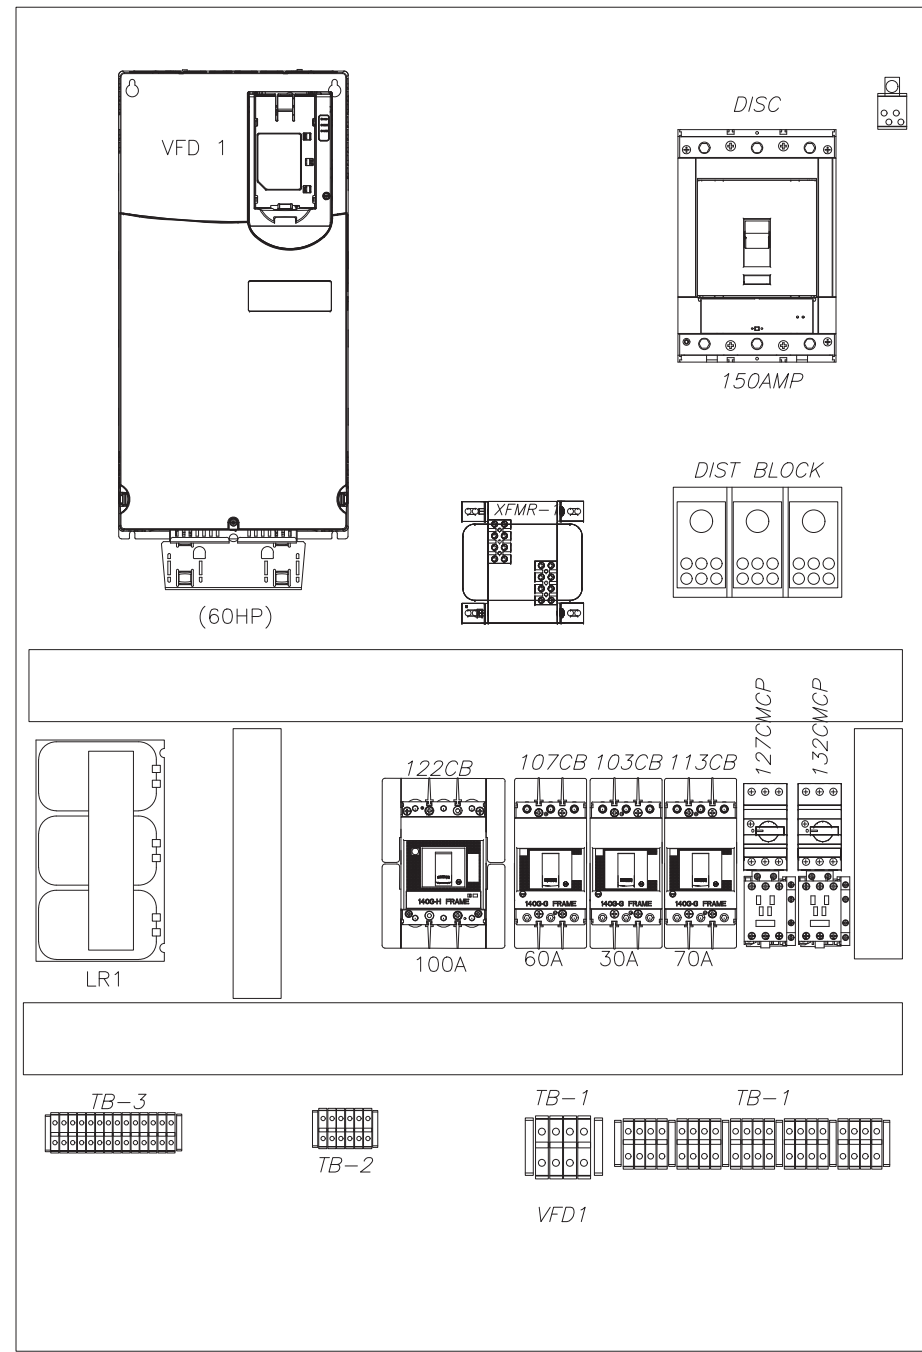 DISC
VFD 1
150AMP
DIST BLOCK
XFMR-1
(60HP)
127CMCP
132CMCP
122CB
107CB
103CB
113CB
140G-H FRAME
140G-G FRAME
140G-G FRAME
140G-G FRAME
100A
60A
30A
70A
LR1
TB-3
TB-1
TB-1
TB-2
VFD1